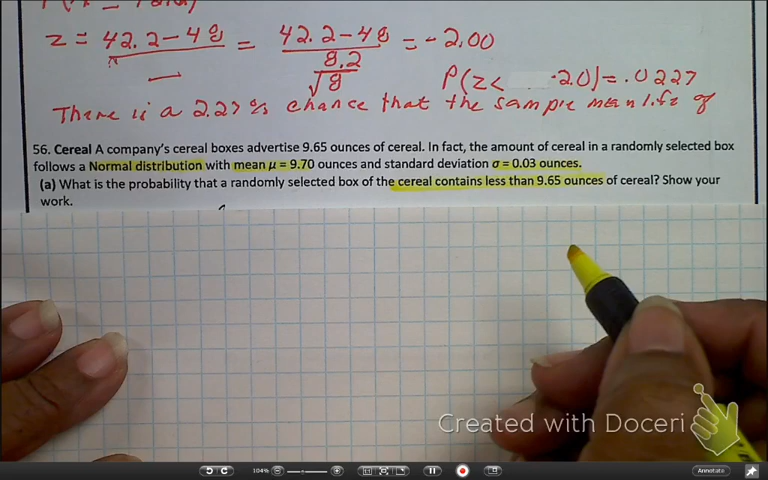 z = 42.2-48 = 42.2-48 = -2.00
8.2
√8
P(z< -2.0) = .0227
There is a 2.27% chance that the sample mean life of
56. Cereal A company's cereal boxes advertise 9.65 ounces of cereal. In fact, the amount of cereal in a randomly selected box
follows a Normal distribution with mean μ = 9.70 ounces and standard deviation σ = 0.03 ounces.
(a) What is the probability that a randomly selected box of the cereal contains less than 9.65 ounces of cereal? Show your
work.
Created with Doceri
104%
Annotate